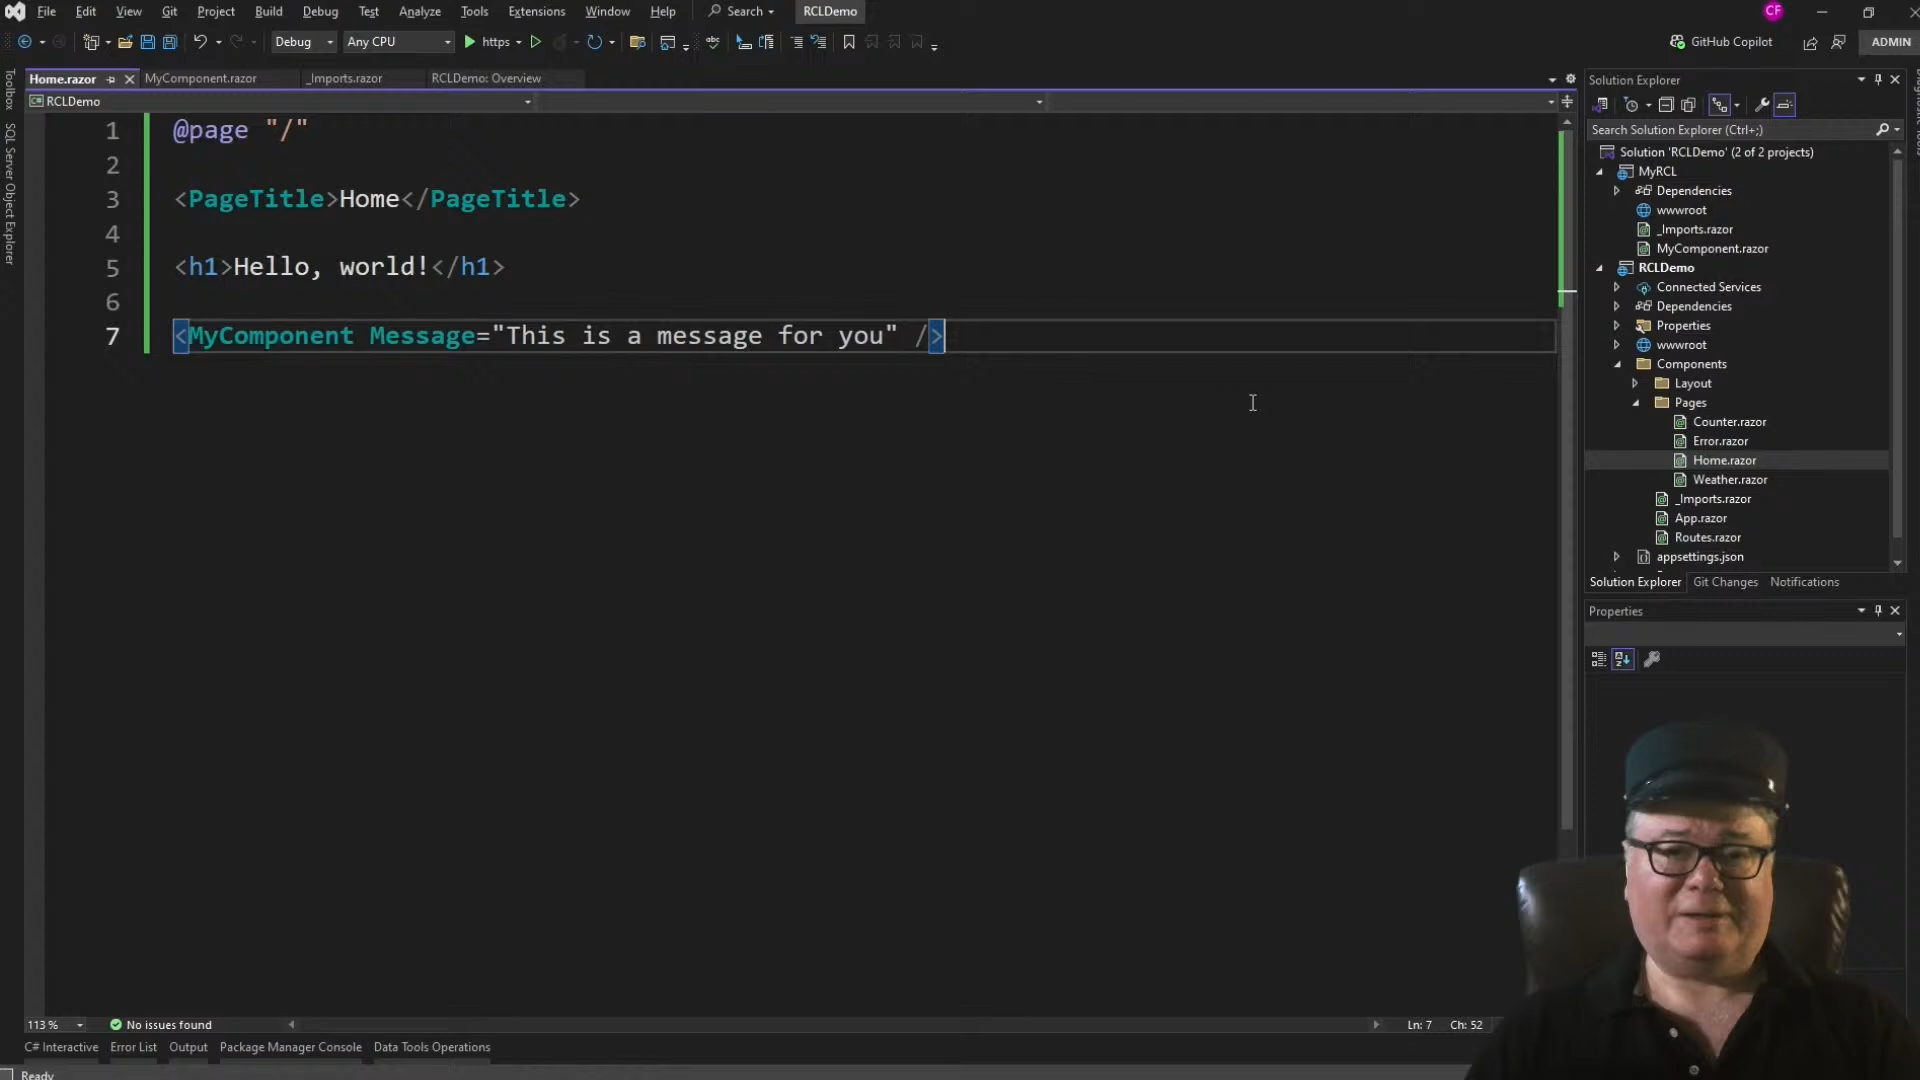 File Edit View Git Project Build Debug Test Analyze Tools Extensions Window Help Search RCLDemo CF
Debug Any CPU https GitHub Copilot ADMIN
Home.razor MyComponent.razor _Imports.razor RCLDemo: Overview
RCLDemo
1 @page "/"
2
3 <PageTitle>Home</PageTitle>
4
5 <h1>Hello, world!</h1>
6
7 <MyComponent Message="This is a message for you" />
113 % No issues found Ln: 7 Ch: 52
C# Interactive Error List Output Package Manager Console Data Tools Operations
Ready
Toolbox
SQL Server Object Explorer
Solution Explorer
Search Solution Explorer (Ctrl+;)
Solution 'RCLDemo' (2 of 2 projects)
MyRCL
Dependencies
wwwroot
_Imports.razor
MyComponent.razor
RCLDemo
Connected Services
Dependencies
Properties
wwwroot
Components
Layout
Pages
Counter.razor
Error.razor
Home.razor
Weather.razor
_Imports.razor
App.razor
Routes.razor
appsettings.json
Solution Explorer Git Changes Notifications
Properties